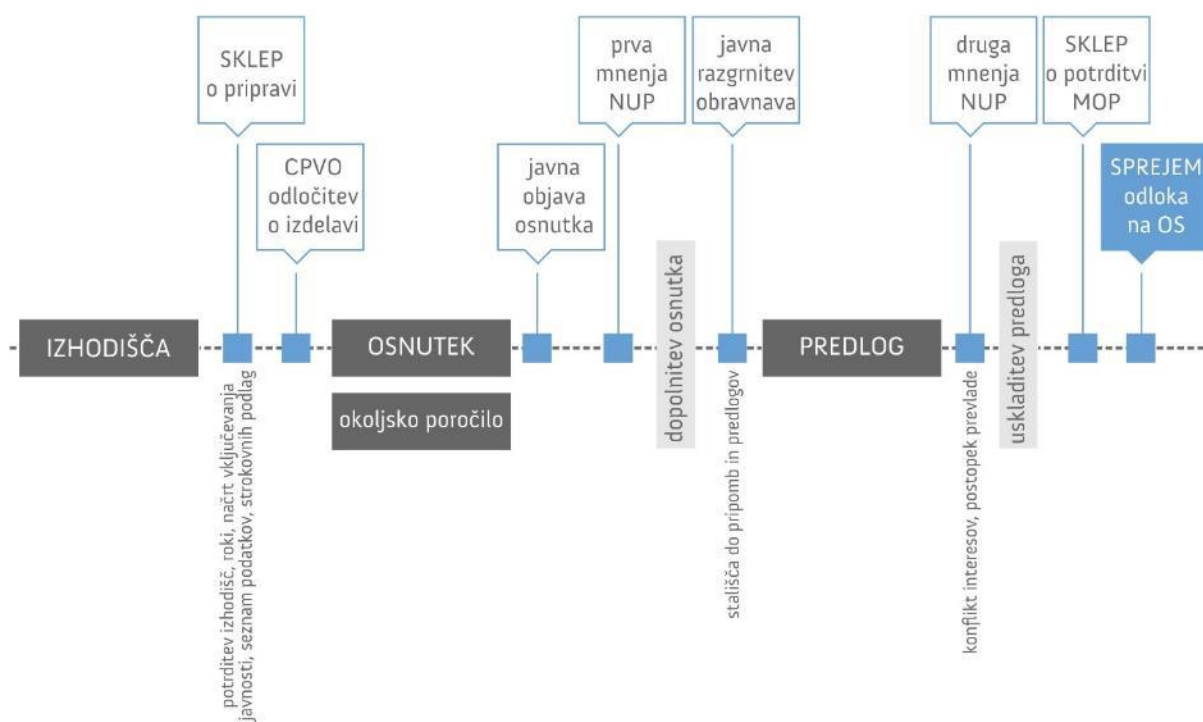 SKLEP
o pripravi
CPVO
odločitev
o izdelavi
javna
objava
osnutka
prva
mnenja
NUP
javna
razgrnitev
obravnava
druga
mnenja
NUP
SKLEP
o potrditvi
MOP
SPREJEM
odloka
na OS
IZHODIŠČA
OSNUTEK
okoljsko poročilo
dopolnitev osnutka
PREDLOG
uskladitev predloga
potrditev izhodišč, roki, načrt vključevanja
javnosti, seznam podatkov, strokovnih podlag
stališča do pripomb in predlogov
konflikt interesov, postopek prevlade